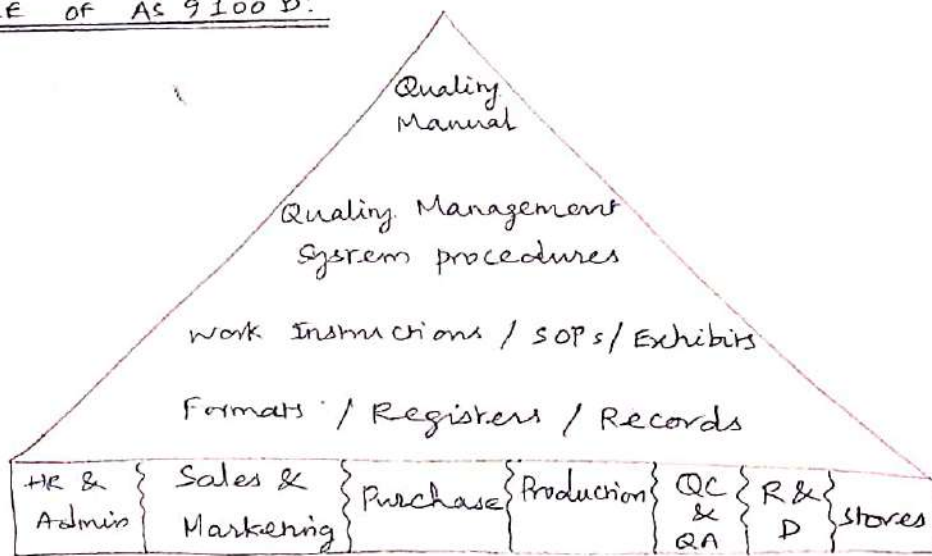 OF AS 9100 D:
Quality
Manual
Quality Management
System procedures
Work Instructions / SOPs / Exhibits
Formats / Registers / Records
HR &
Admin
Sales &
Marketing
Purchase
Production
QC
&
QA
R &
D
stores